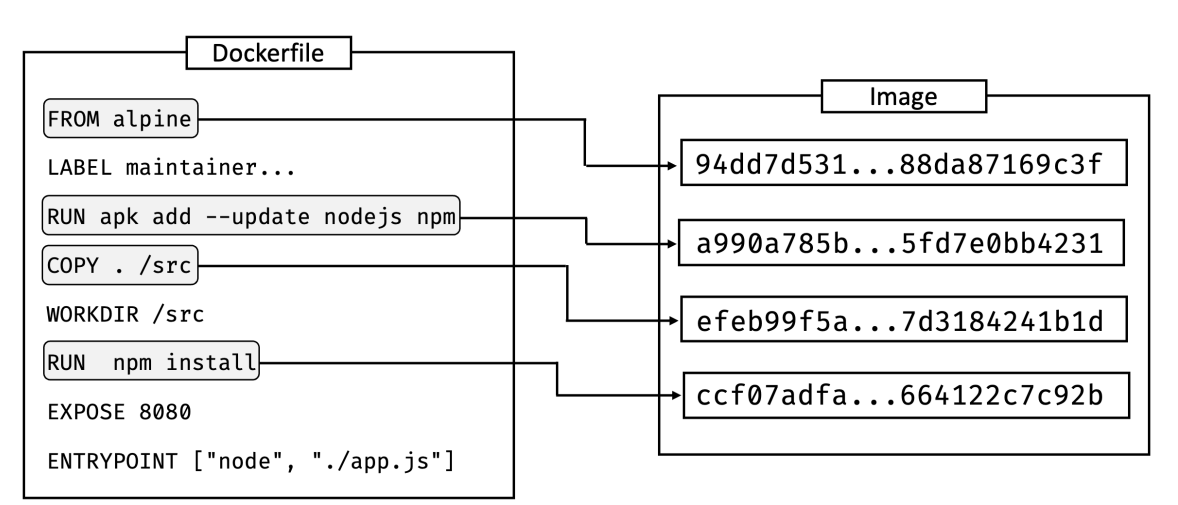 Dockerfile
FROM alpine
LABEL maintainer...
RUN apk add --update nodejs npm
COPY . /src
WORKDIR /src
RUN  npm install
EXPOSE 8080
ENTRYPOINT ["node", "./app.js"]
Image
94dd7d531...88da87169c3f
a990a785b...5fd7e0bb4231
efeb99f5a...7d3184241b1d
ccf07adfa...664122c7c92b